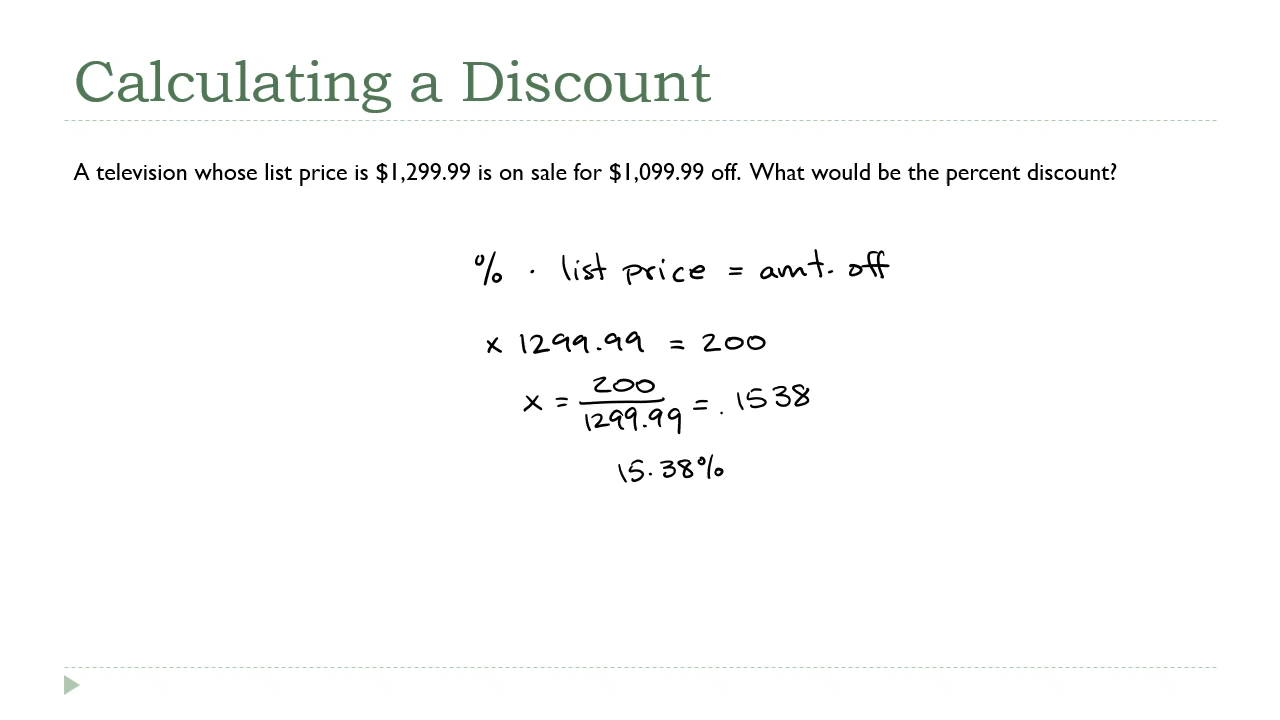 Calculating a Discount
A television whose list price is $1,299.99 is on sale for $1,099.99 off. What would be the percent discount?
% · list price = amt. off
x 1299.99 = 200
x = 200/1299.99 = .1538
15.38%